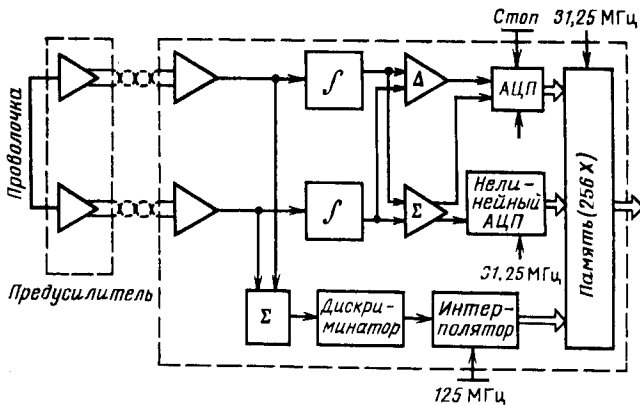 Стоп
31,25 МГц
Проволочка
∫
Δ
АЦП
∫
Σ
Нели-
нейный
АЦП
31,25 МГц
Память (256 X)
Предусилитель
Σ
Дискри-
минатор
Интер-
полятор
125 МГц